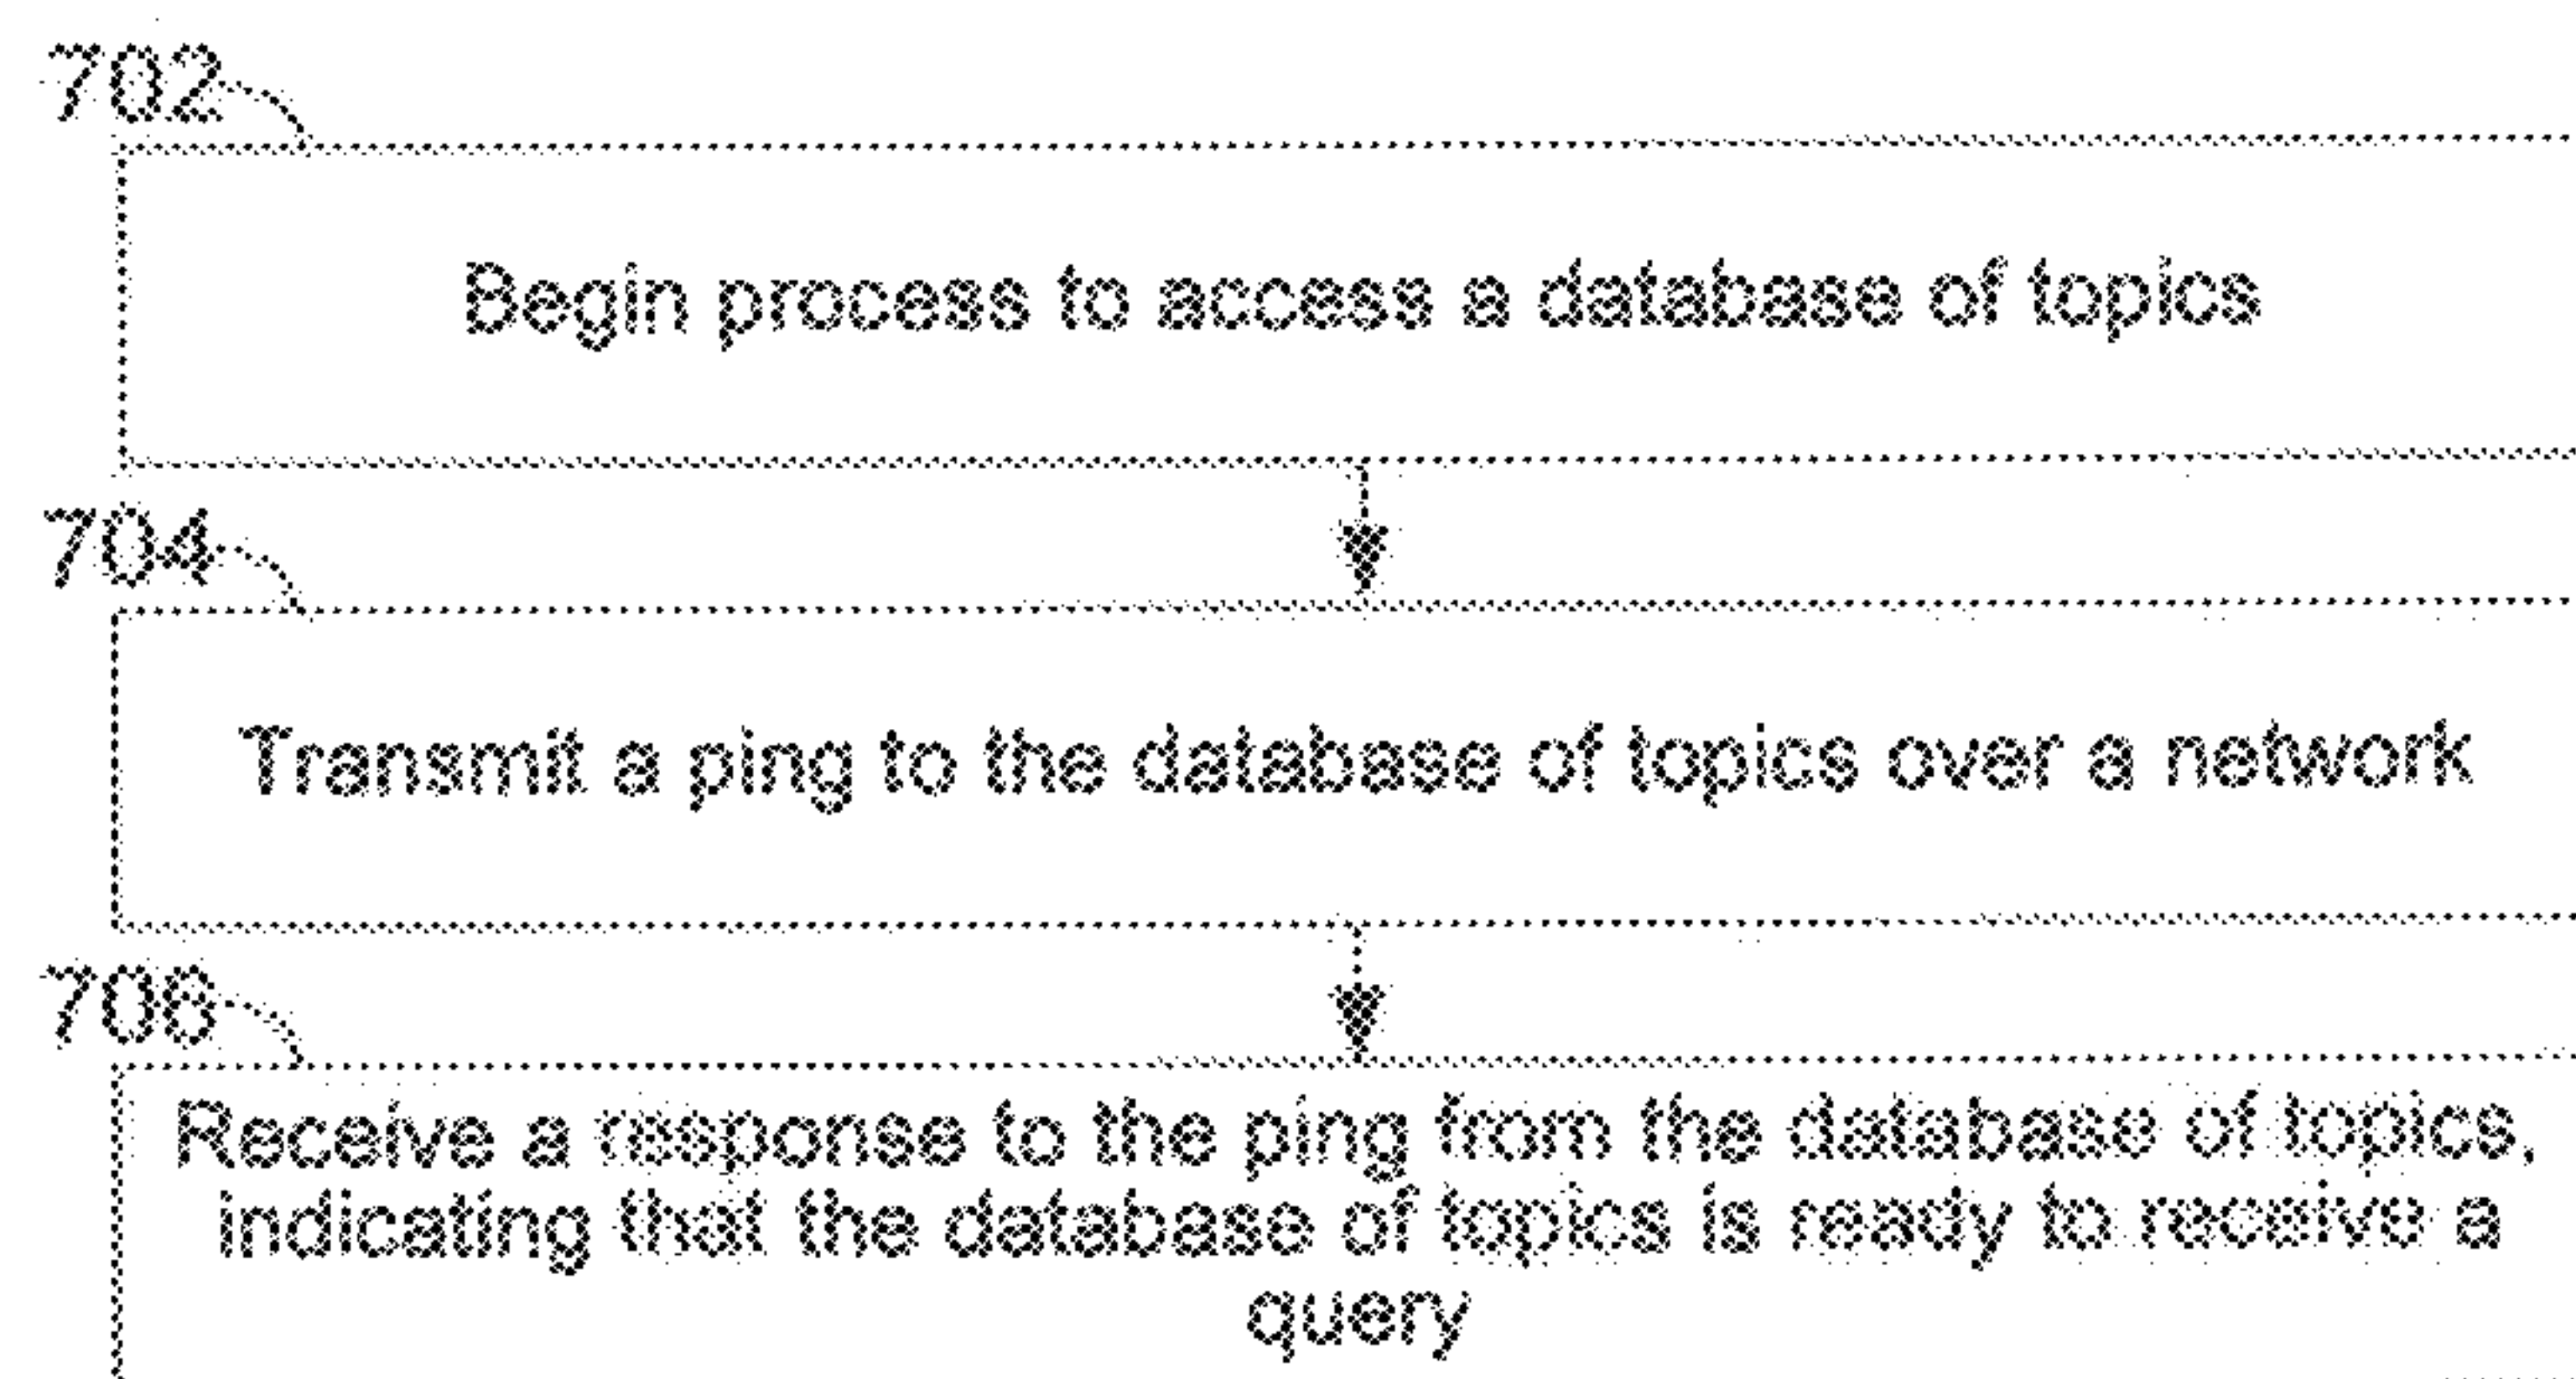 702
Begin process to access a database of topics
704
Transmit a ping to the database of topics over a network
706
Receive a response to the ping from the database of topics,
indicating that the database of topics is ready to receive a
query